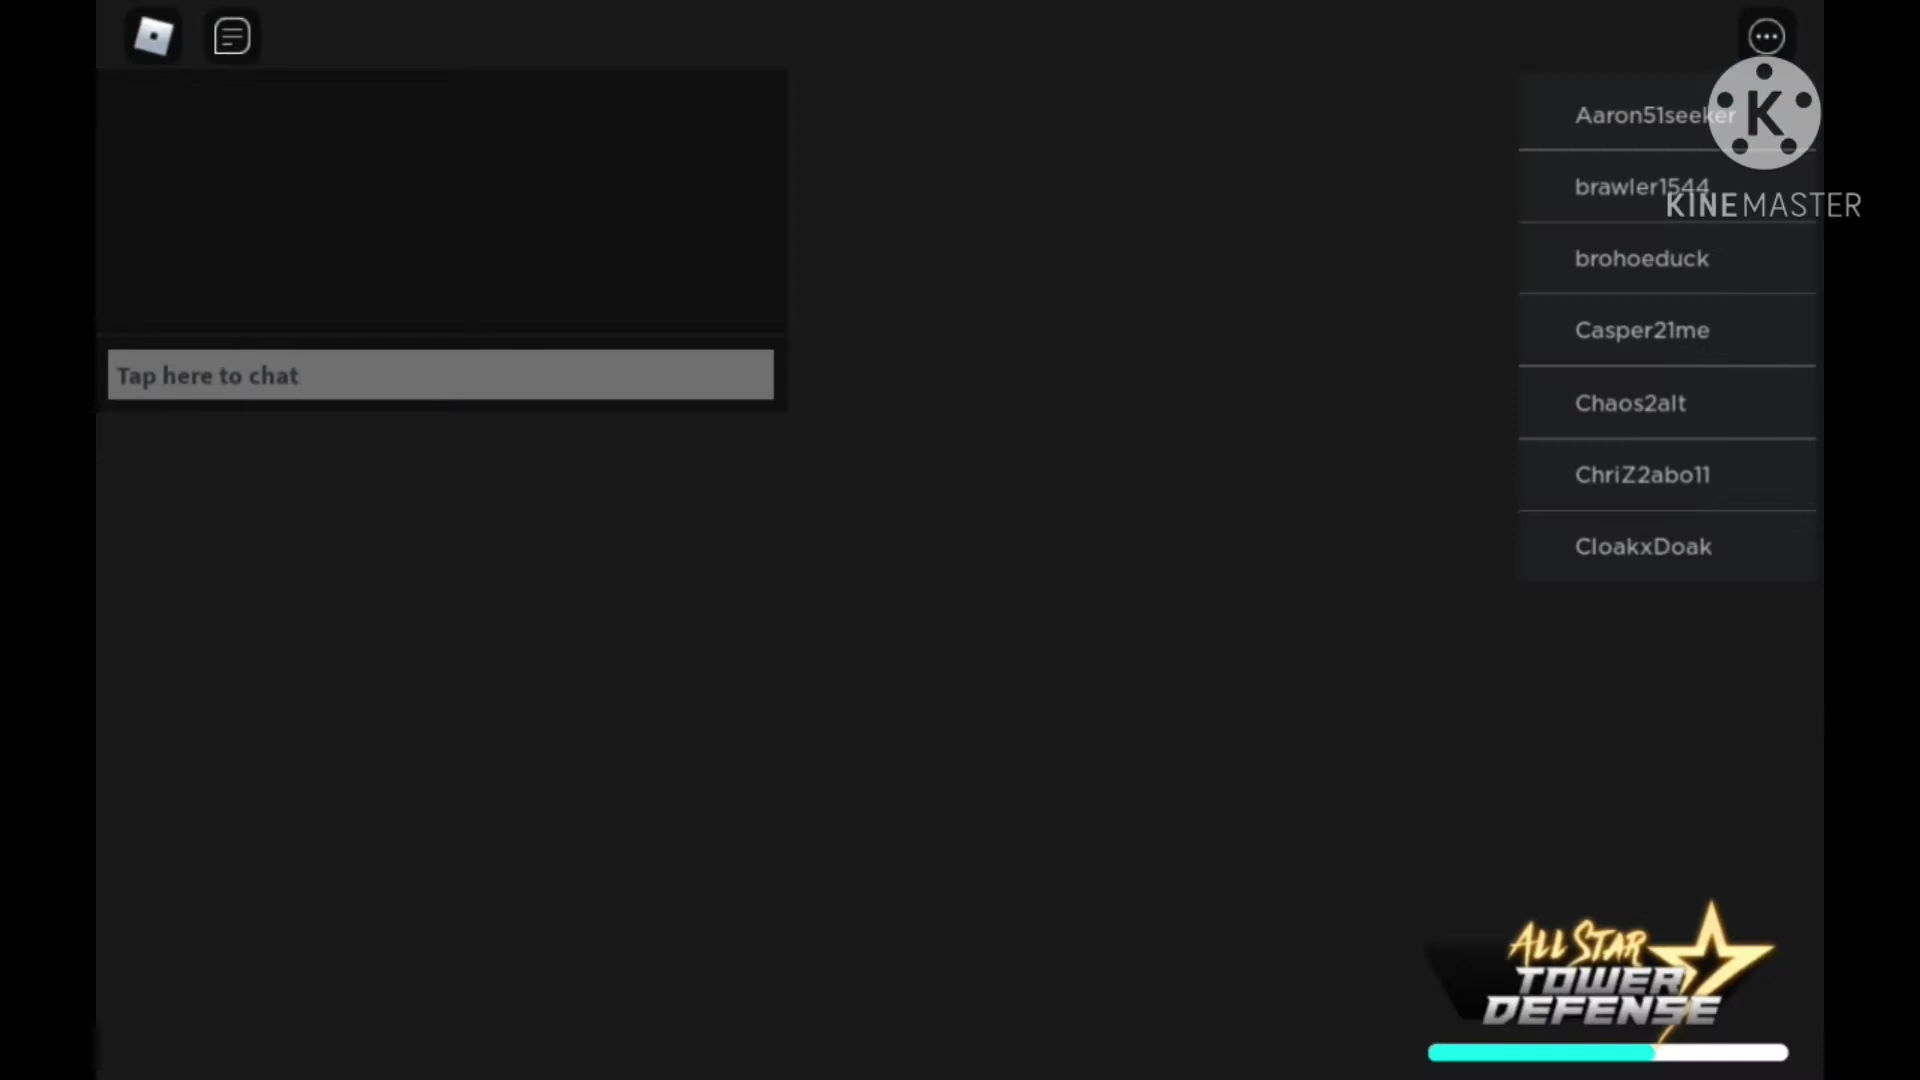 Aaron51seeker
K
brawler1544
KINEMASTER
brohoeduck
Casper21me
Tap here to chat
Chaos2alt
ChriZ2abo11
CloakxDoak
ALL STAR
TOWER
DEFENSE